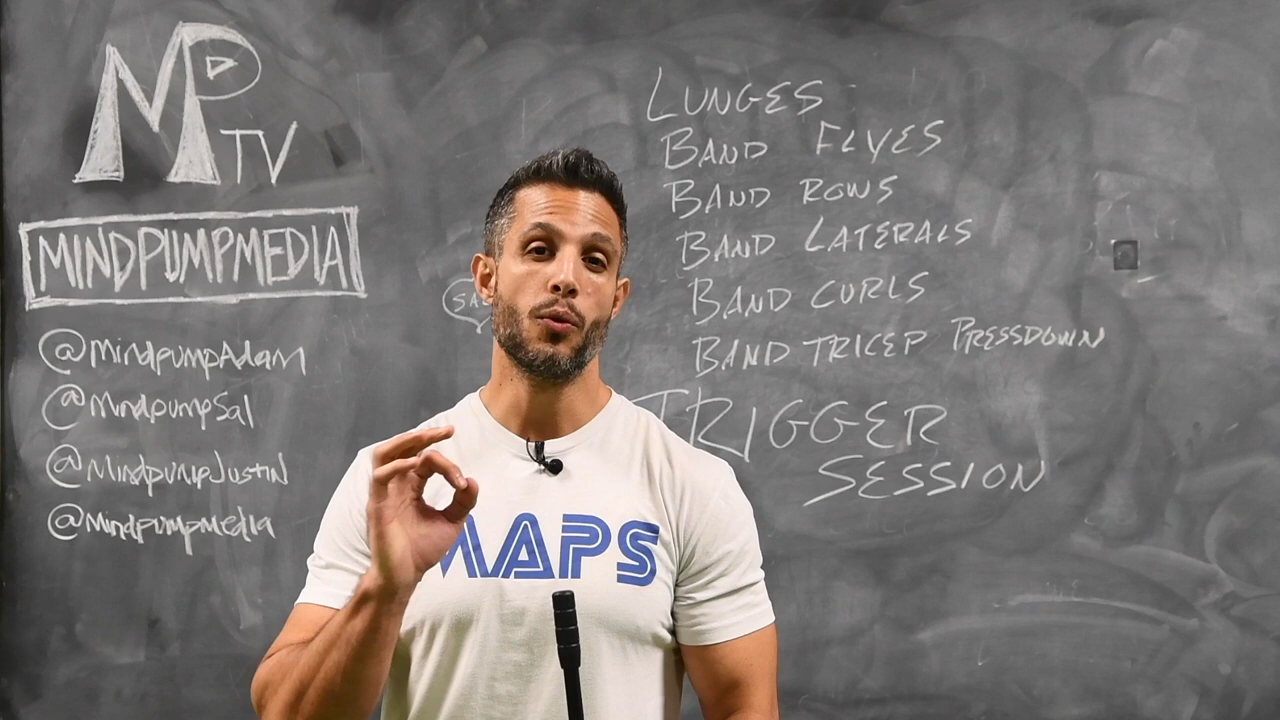 MP
TV
MINDPUMPMEDIA
@MindpumpAdam
@MindpumpSal
@MindpumpJustin
@Mindpumpmedia
LUNGES
BAND FLYES
BAND ROWS
BAND LATERALS
BAND CURLS
BAND TRICEP PRESSDOWN
TRIGGER
SESSION
MAPS